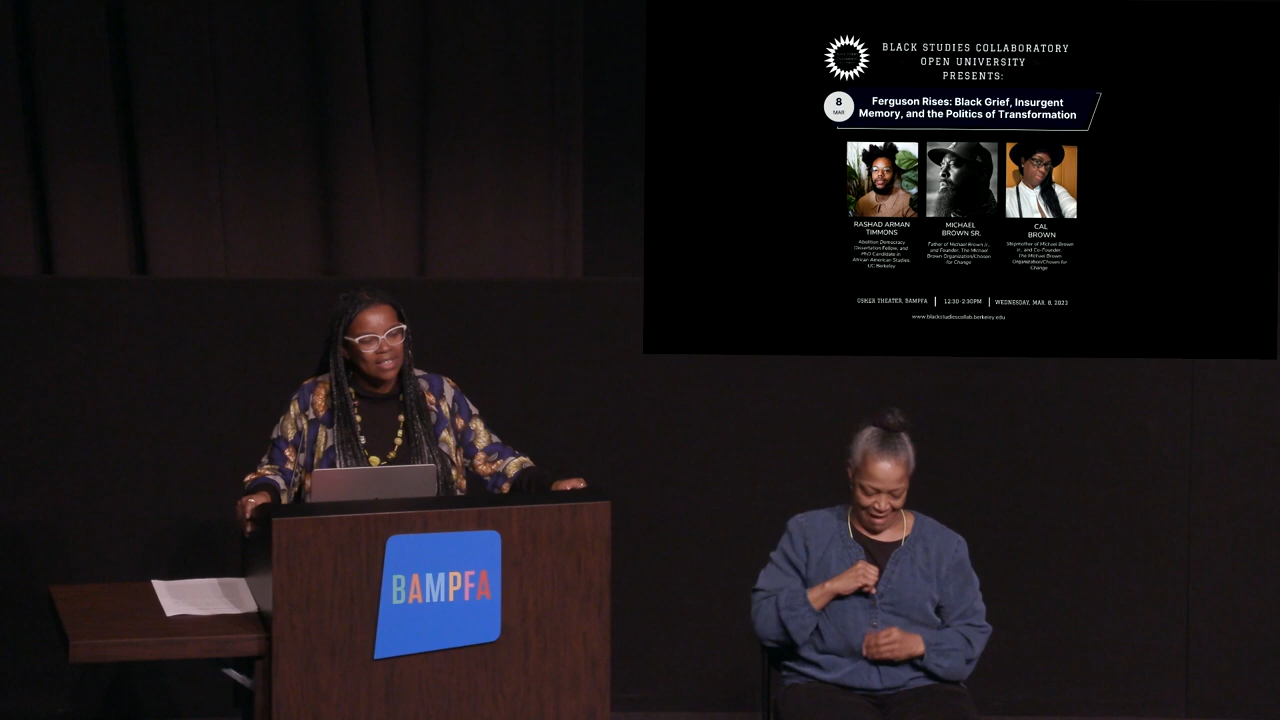 BLACK STUDIES COLLABORATORY
OPEN UNIVERSITY
PRESENTS:
8
MAR
Ferguson Rises: Black Grief, Insurgent
Memory, and the Politics of Transformation
RASHAD ARMAN
TIMMONS
Abolition Democracy
Dissertation Fellow, and
PhD Candidate in
African American Studies
UC Berkeley
MICHAEL
BROWN SR.
Father of Michael Brown Jr.,
and Founder, The Michael
Brown Organization/Chosen
for Change
CAL
BROWN
Stepmother of Michael Brown
Jr., and Co-Founder,
The Michael Brown
Organization/Chosen for
Change
OSHER THEATER, BAMPFA
12:30-2:30PM
WEDNESDAY, MAR. 8, 2023
www.blackstudiescollab.berkeley.edu
BAMPFA